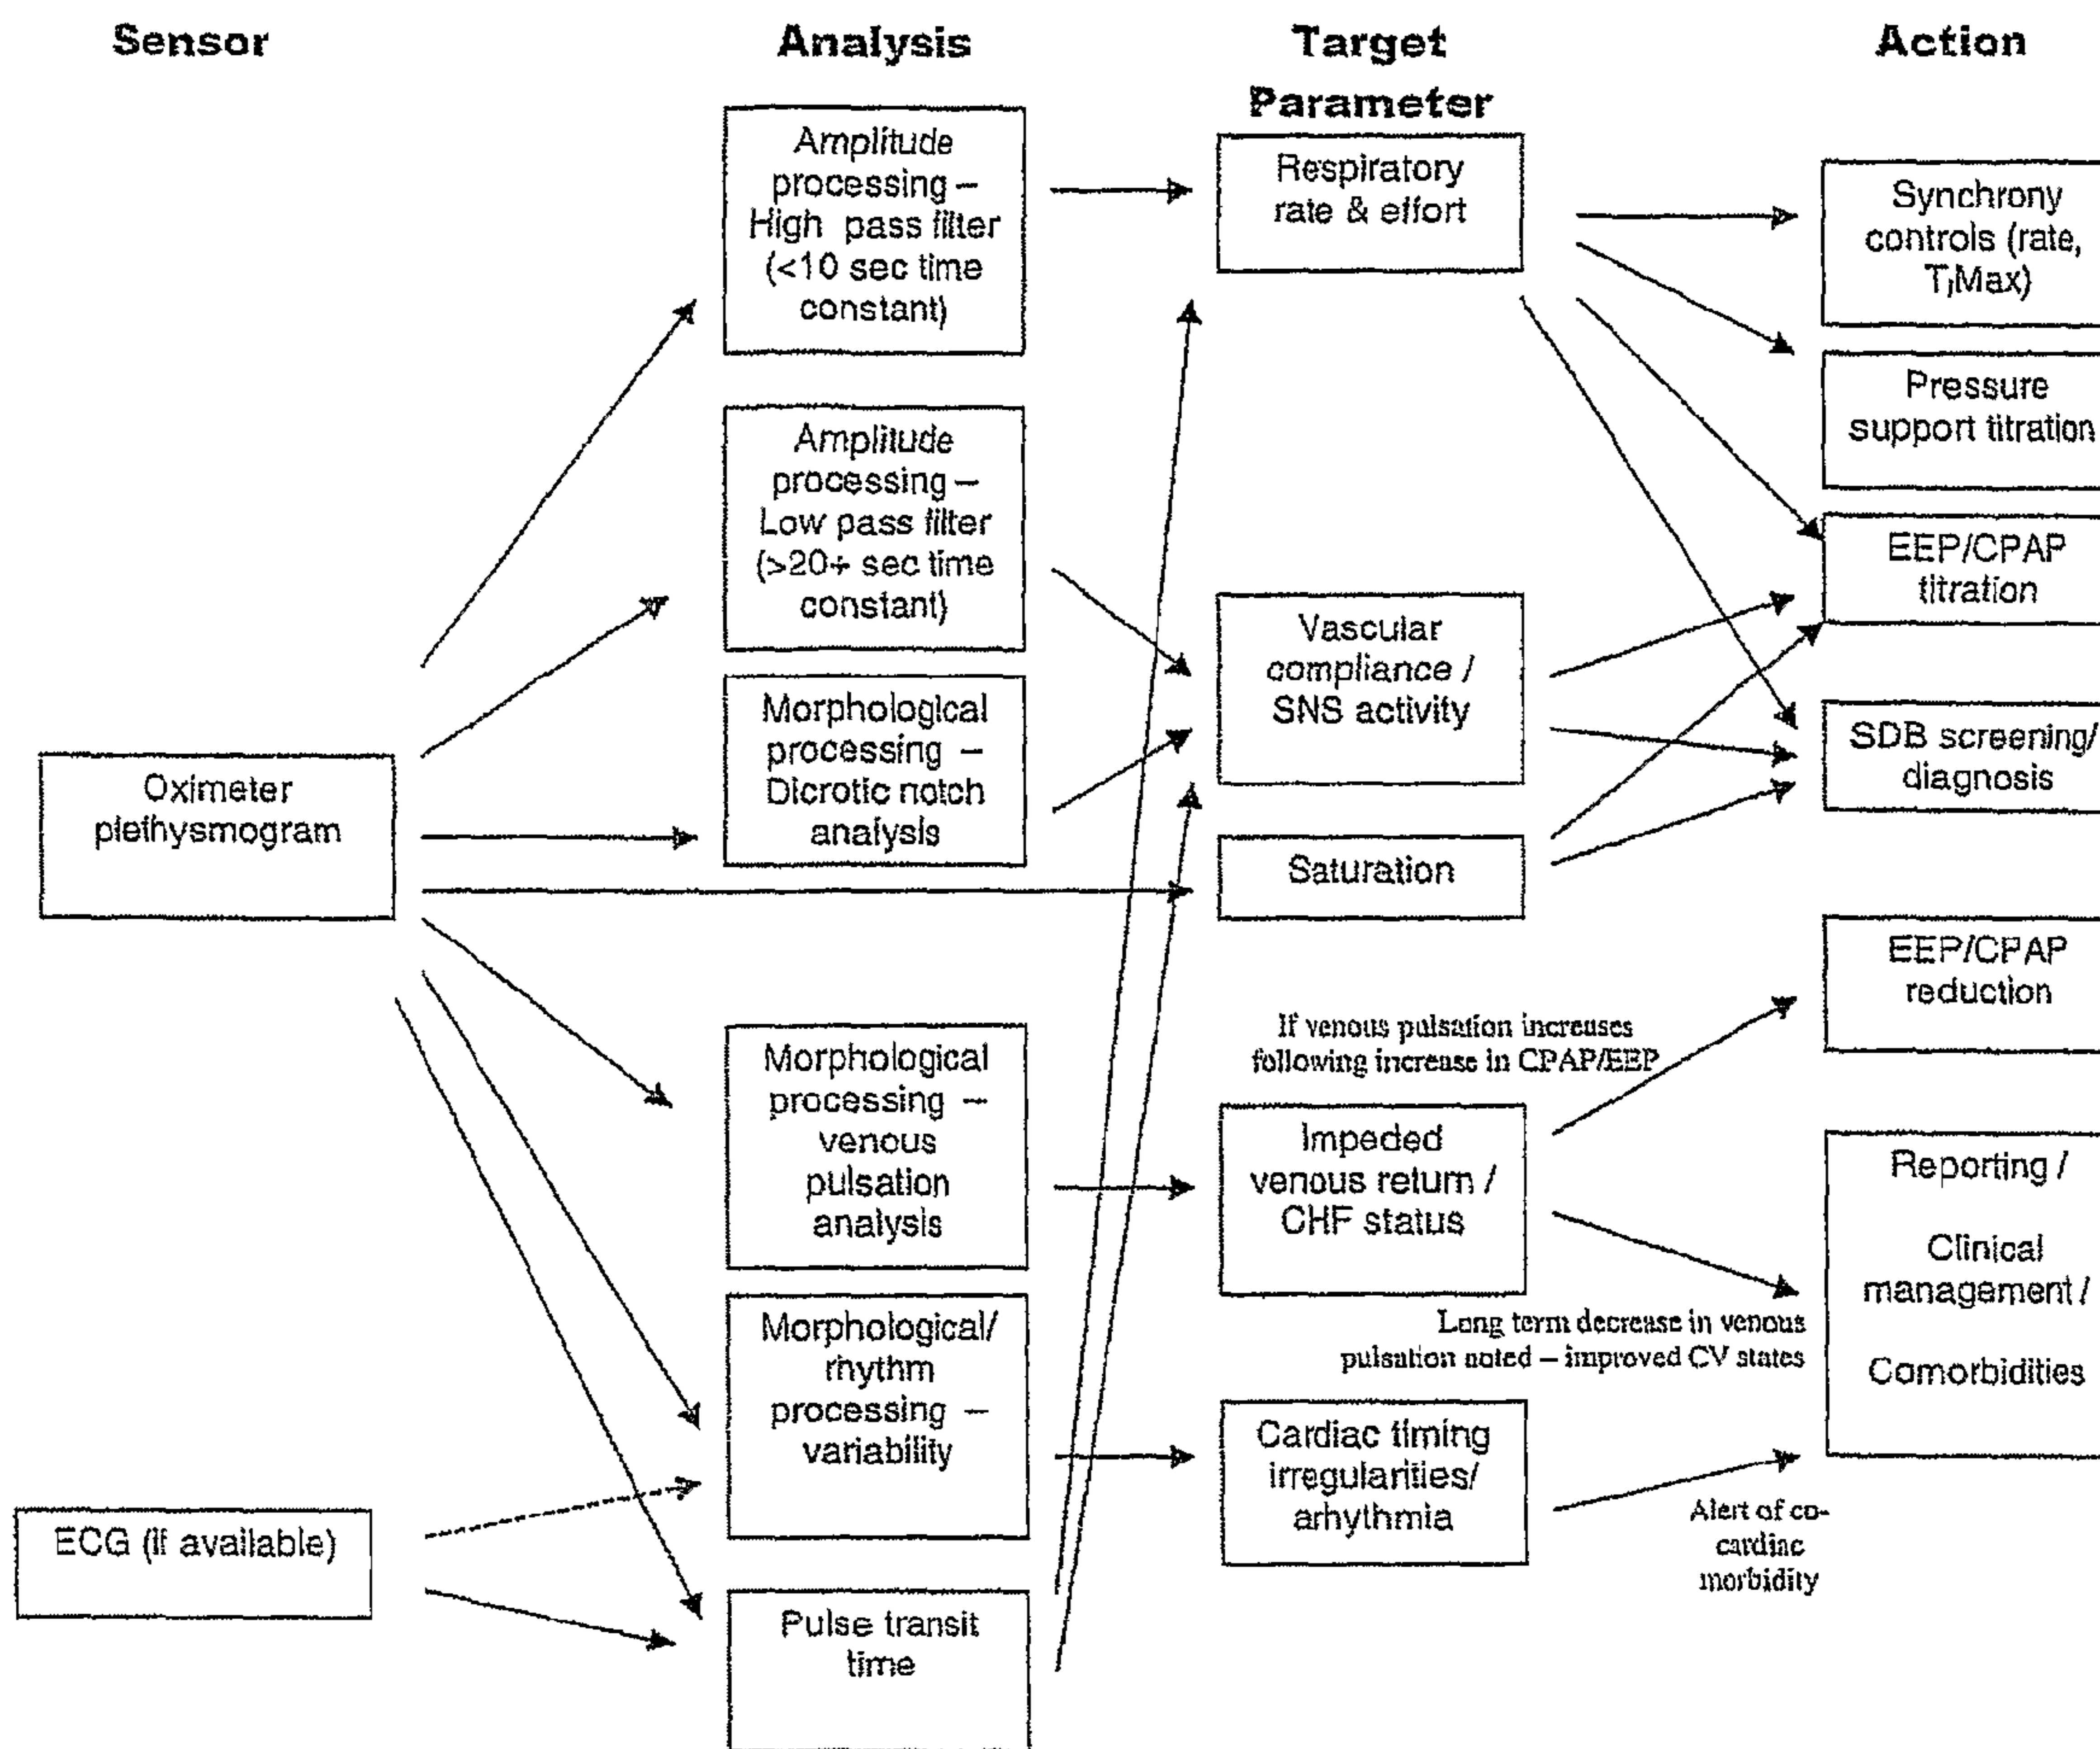 Sensor
Analysis
Target
Parameter
Action
Oximeter
plethysmogram
ECG (if available)
Amplitude
processing –
High pass filter
(<10 sec time
constant)
Amplitude
processing –
Low pass filter
(>20+ sec time
constant)
Morphological
processing –
Dicrotic notch
analysis
Morphological
processing –
venous
pulsation
analysis
Morphological/
rhythm
processing –
variability
Pulse transit
time
Respiratory
rate & effort
Vascular
compliance /
SNS activity
Saturation
If venous pulsation increases
following increase in CPAP/EEP
Impeded
venous return /
CHF status
Long term decrease in venous
pulsation noted – improved CV states
Cardiac timing
irregularities/
arhythmia
Alert of co-
cardiac
morbidity
Synchrony
controls (rate,
TiMax)
Pressure
support titration
EEP/CPAP
titration
SDB screening/
diagnosis
EEP/CPAP
reduction
Reporting /
Clinical
management /
Comorbidities